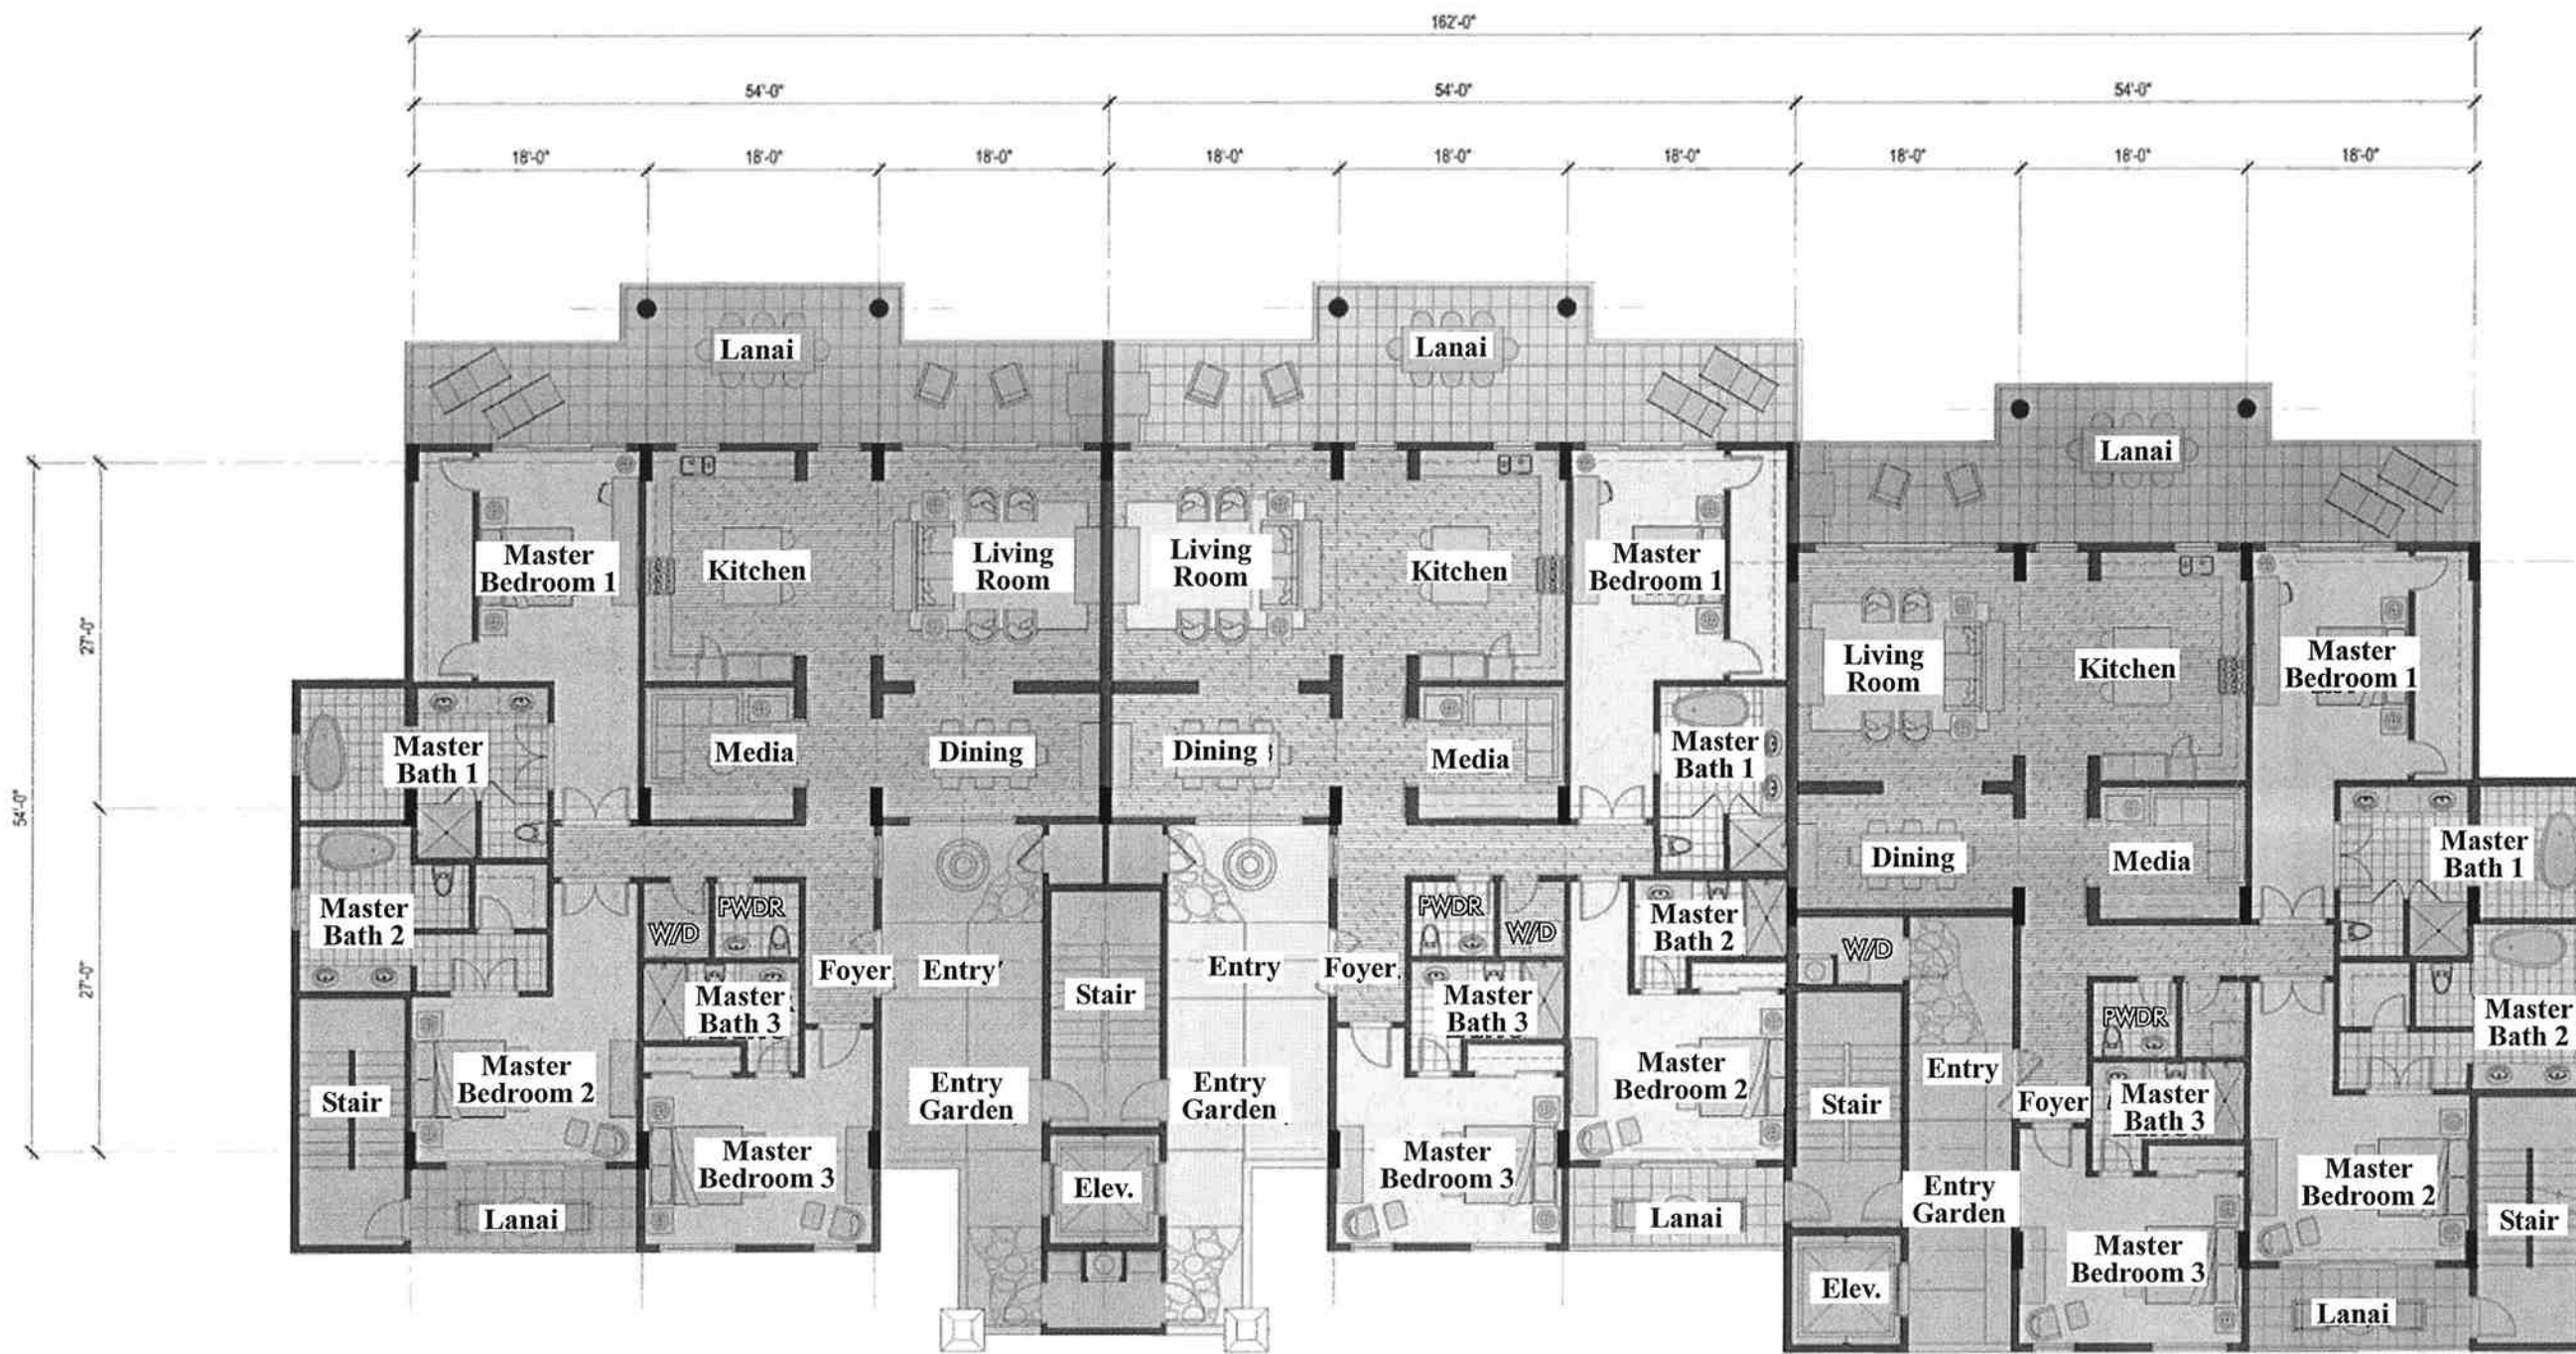 162'-0"
54'-0"
54'-0"
54'-0"
18'-0"
18'-0"
18'-0"
18'-0"
18'-0"
18'-0"
18'-0"
18'-0"
18'-0"
Lanai
Lanai
Lanai
54'-0"
27'-0"
27'-0"
Master
Bedroom 1
Kitchen
Living
Room
Living
Room
Kitchen
Master
Bedroom 1
Living
Room
Kitchen
Master
Bedroom 1
Master
Bath 1
Media
Dining
Dining
Media
Master
Bath 1
Dining
Media
Master
Bath 1
Master
Bath 2
W/D
PWDR
Foyer
Entry
Stair
Entry
Foyer
PWDR
W/D
Master
Bath 2
W/D
Master
Bath 3
Master
Bath 3
PWDR
Master
Bath 2
Stair
Master
Bedroom 2
Entry
Garden
Entry
Garden
Master
Bedroom 2
Stair
Entry
Foyer
Master
Bath 3
Master
Bedroom 3
Elev.
Master
Bedroom 3
Entry
Garden
Master
Bedroom 2
Stair
Lanai
Lanai
Elev.
Master
Bedroom 3
Lanai